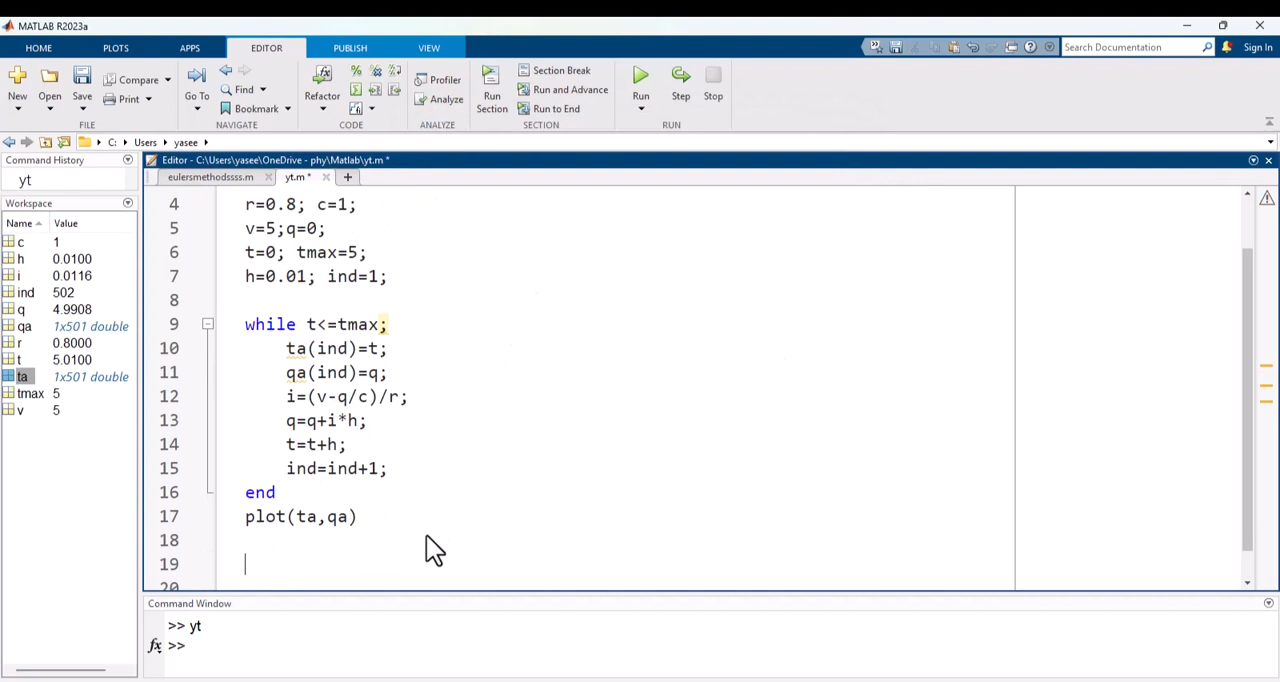 MATLAB R2023a
HOME PLOTS APPS EDITOR PUBLISH VIEW Search Documentation Sign In
New Open Save Compare Print Go To Find Bookmark Refactor Profiler Analyze Run Section Section Break Run and Advance Run to End Run Step Stop
FILE NAVIGATE CODE ANALYZE SECTION RUN
C: Users yasee
Command History
yt
Workspace
Name Value
c 1
h 0.0100
i 0.0116
ind 502
q 4.9908
qa 1x501 double
r 0.8000
t 5.0100
ta 1x501 double
tmax 5
v 5
Editor - C:\Users\yasee\OneDrive - phy\Matlab\yt.m *
eulersmethodssss.m yt.m *
4 r=0.8; c=1;
5 v=5;q=0;
6 t=0; tmax=5;
7 h=0.01; ind=1;
8
9 while t<=tmax;
10 ta(ind)=t;
11 qa(ind)=q;
12 i=(v-q/c)/r;
13 q=q+i*h;
14 t=t+h;
15 ind=ind+1;
16 end
17 plot(ta,qa)
18
19
20
Command Window
>> yt
fx >>